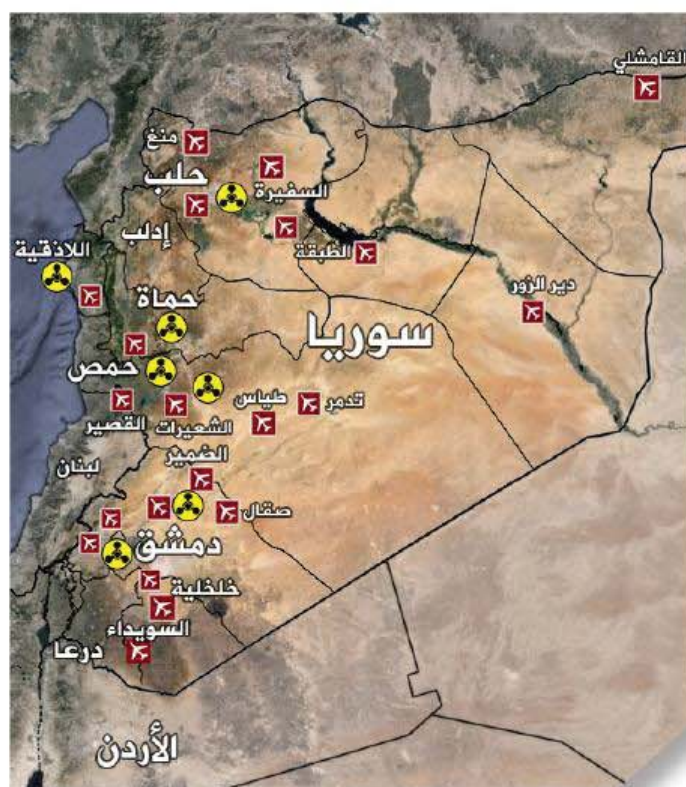 القامشلي
منغ
حلب
السفيرة
إدلب
الطبقة
اللاذقية
دير الزور
حماة
سوريا
حمص
طياس
تدمر
القصير
الشعيرات
الضمير
لبنان
صقال
دمشق
خلخلية
السويداء
درعا
الأردن